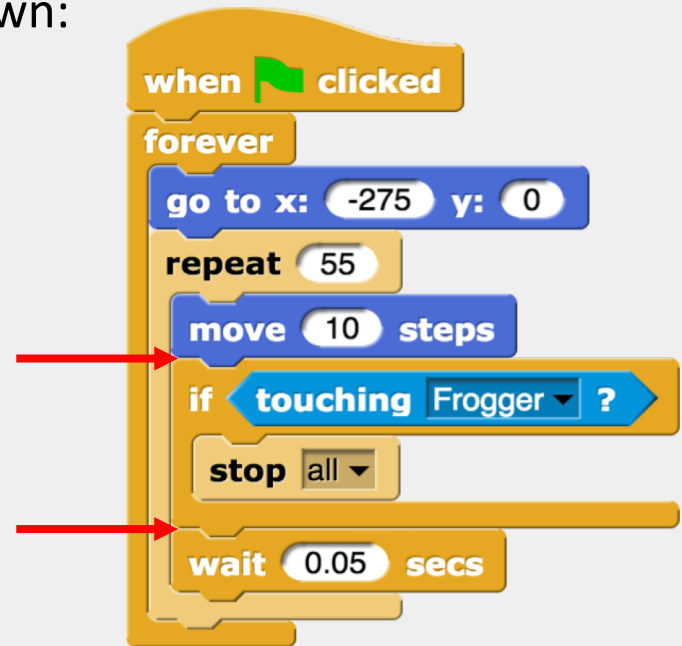 wn:
when clicked
forever
go to x: -275 y: 0
repeat 55
move 10 steps
if touching Frogger ?
stop all
wait 0.05 secs